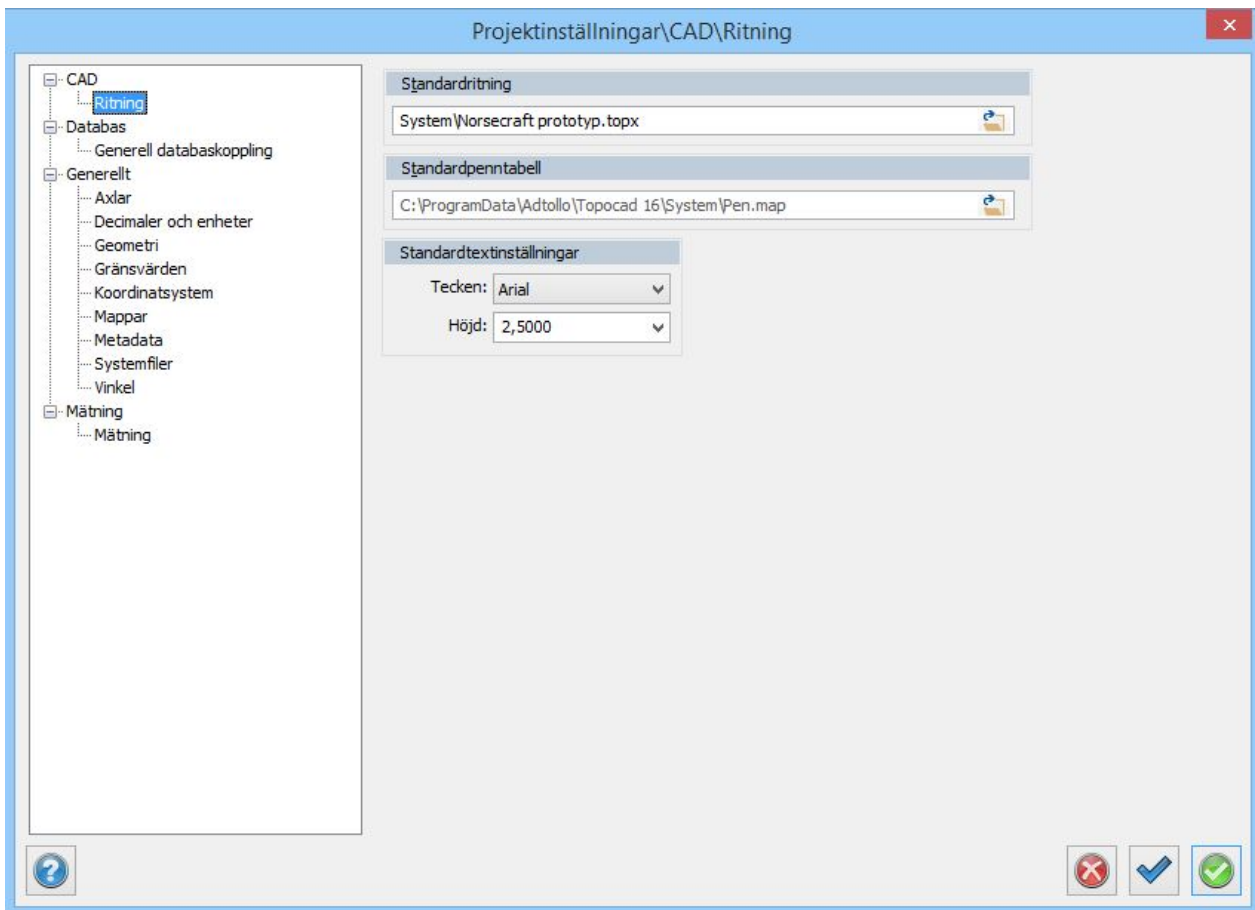 Projektinställningar\CAD\Ritning
CAD
Ritning
Databas
Generell databaskoppling
Generellt
Axlar
Decimaler och enheter
Geometri
Gränsvärden
Koordinatsystem
Mappar
Metadata
Systemfiler
Vinkel
Mätning
Mätning
Standardritning
System\Norsecraft prototyp.topx
Standardpenntabell
C:\ProgramData\Adtollo\Topocad 16\System\Pen.map
Standardtextinställningar
Tecken: Arial
Höjd: 2,5000